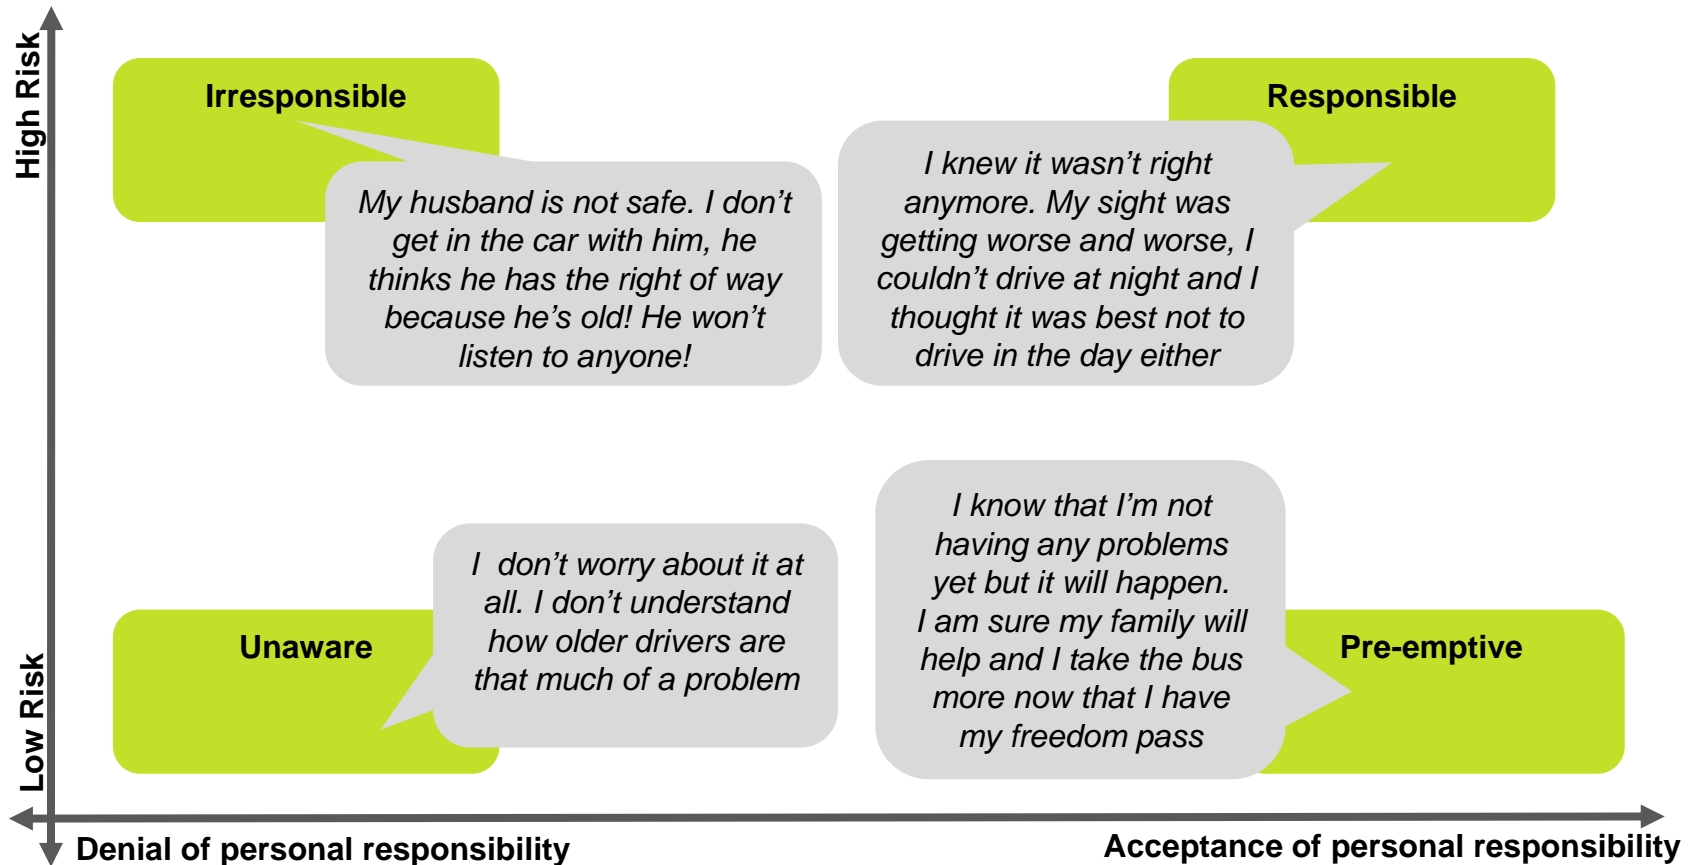 High Risk
Irresponsible
My husband is not safe. I don’t
get in the car with him, he
thinks he has the right of way
because he’s old! He won’t
listen to anyone!
Responsible
I knew it wasn’t right
anymore. My sight was
getting worse and worse, I
couldn’t drive at night and I
thought it was best not to
drive in the day either
Low Risk
Unaware
I  don’t worry about it at
all. I don’t understand
how older drivers are
that much of a problem
I know that I’m not
having any problems
yet but it will happen.
I am sure my family will
help and I take the bus
more now that I have
my freedom pass
Pre-emptive
Denial of personal responsibility
Acceptance of personal responsibility